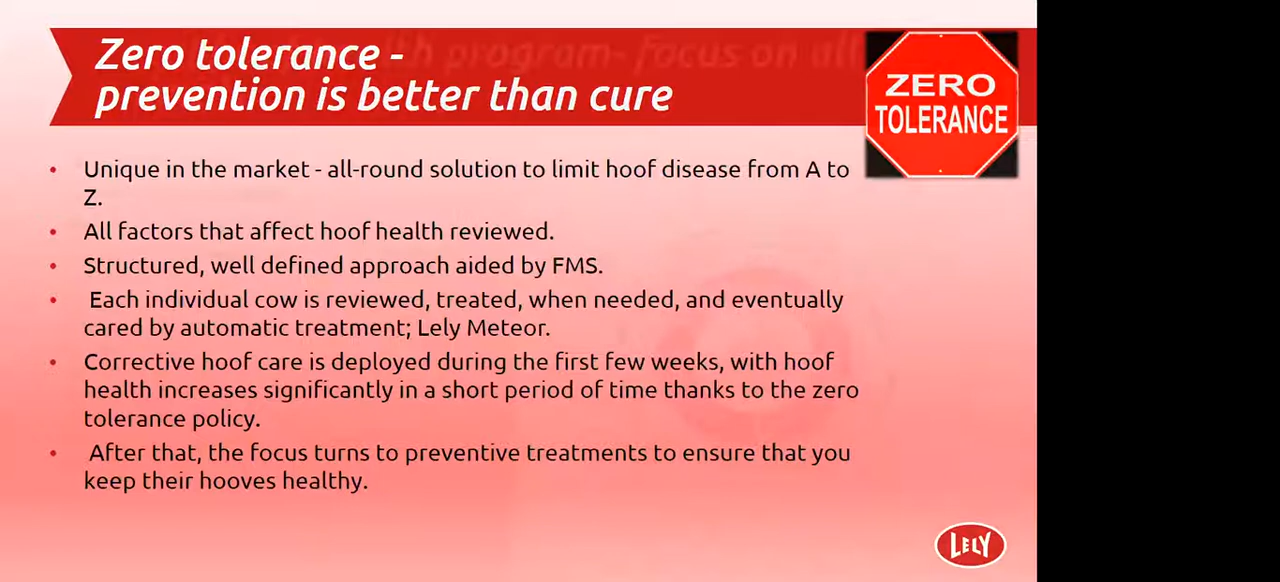 Zero tolerance -
prevention is better than cure
ZERO
TOLERANCE
• Unique in the market - all-round solution to limit hoof disease from A to
Z.
• All factors that affect hoof health reviewed.
• Structured, well defined approach aided by FMS.
• Each individual cow is reviewed, treated, when needed, and eventually
cared by automatic treatment; Lely Meteor.
• Corrective hoof care is deployed during the first few weeks, with hoof
health increases significantly in a short period of time thanks to the zero
tolerance policy.
• After that, the focus turns to preventive treatments to ensure that you
keep their hooves healthy.
LELY